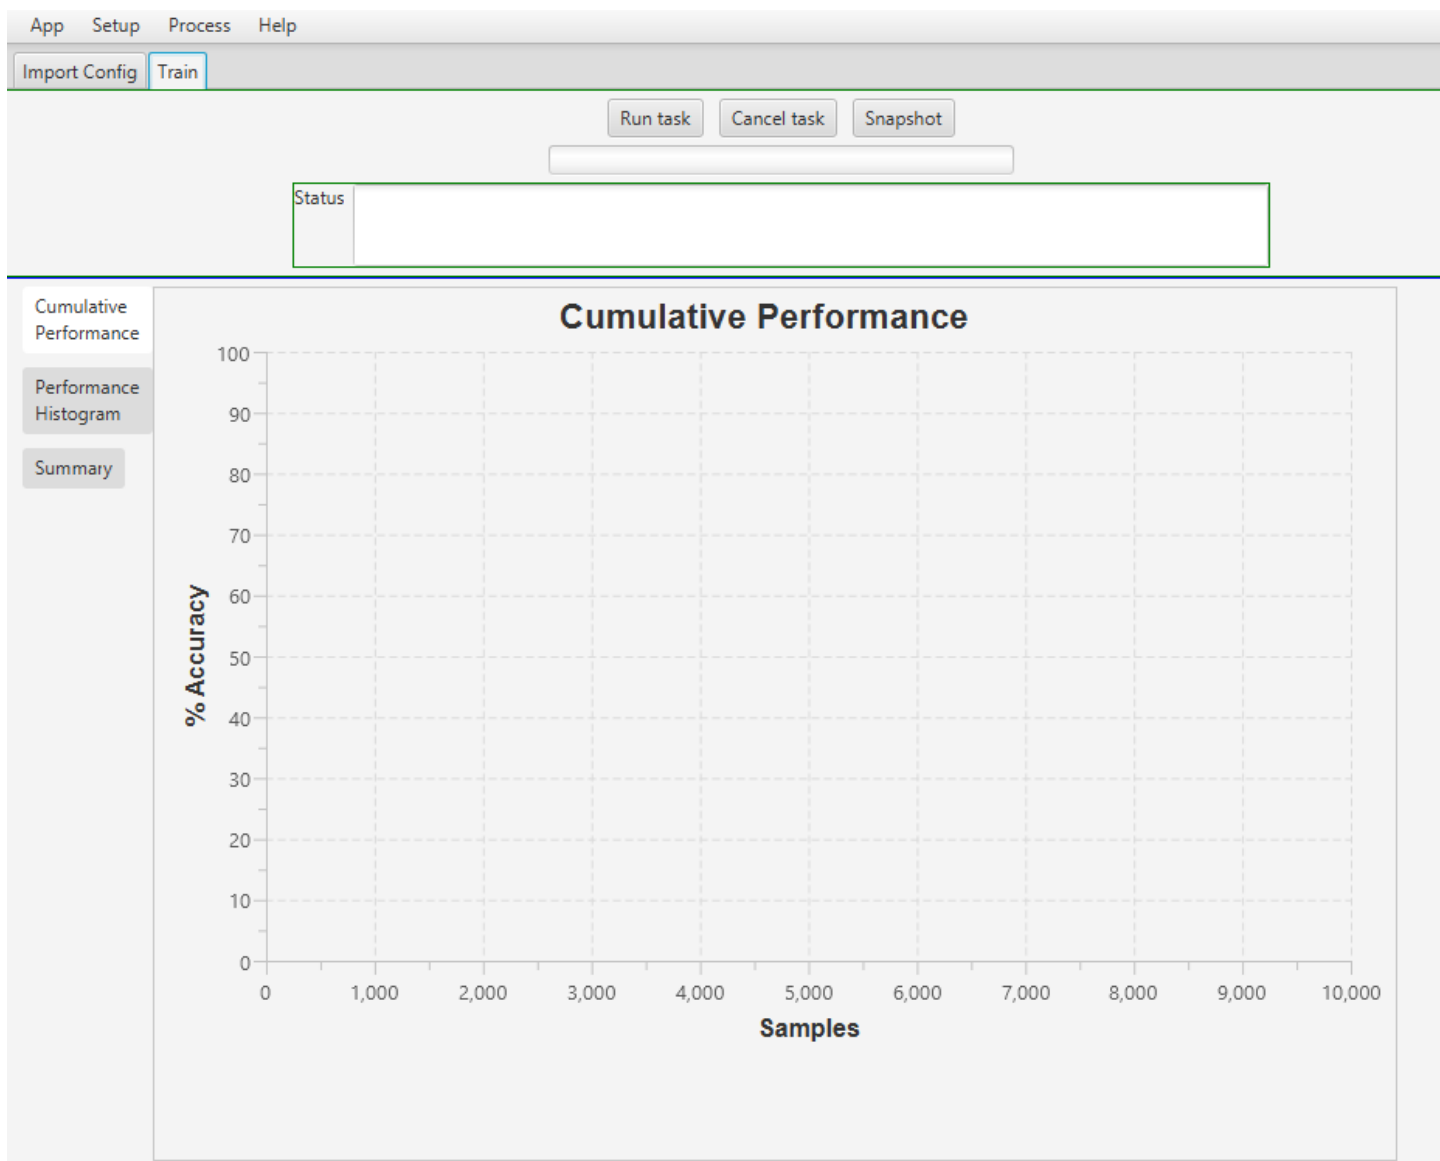 App Setup Process Help
Import Config Train
Run task Cancel task Snapshot
Status
Cumulative
Performance
Performance
Histogram
Summary
Cumulative Performance
100
90
80
70
60
50
40
30
20
10
0
% Accuracy
0 1,000 2,000 3,000 4,000 5,000 6,000 7,000 8,000 9,000 10,000
Samples